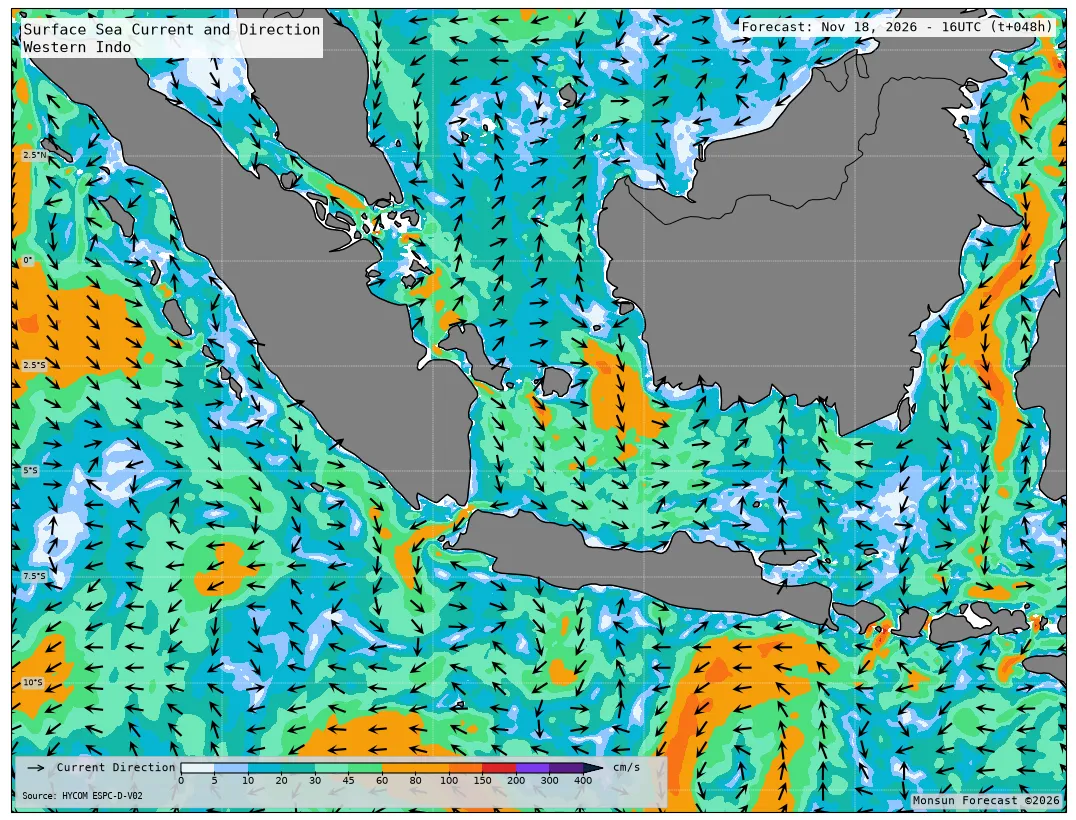 Surface Sea Current and Direction
Western Indo
Forecast: Nov 18, 2026 - 16UTC (t+048h)
2.5°N
0°
2.5°S
5°S
7.5°S
10°S
Current Direction
0 5 10 20 30 45 60 80 100 150 200 300 400 cm/s
Source: HYCOM ESPC-D-V02
Monsun Forecast ©2026